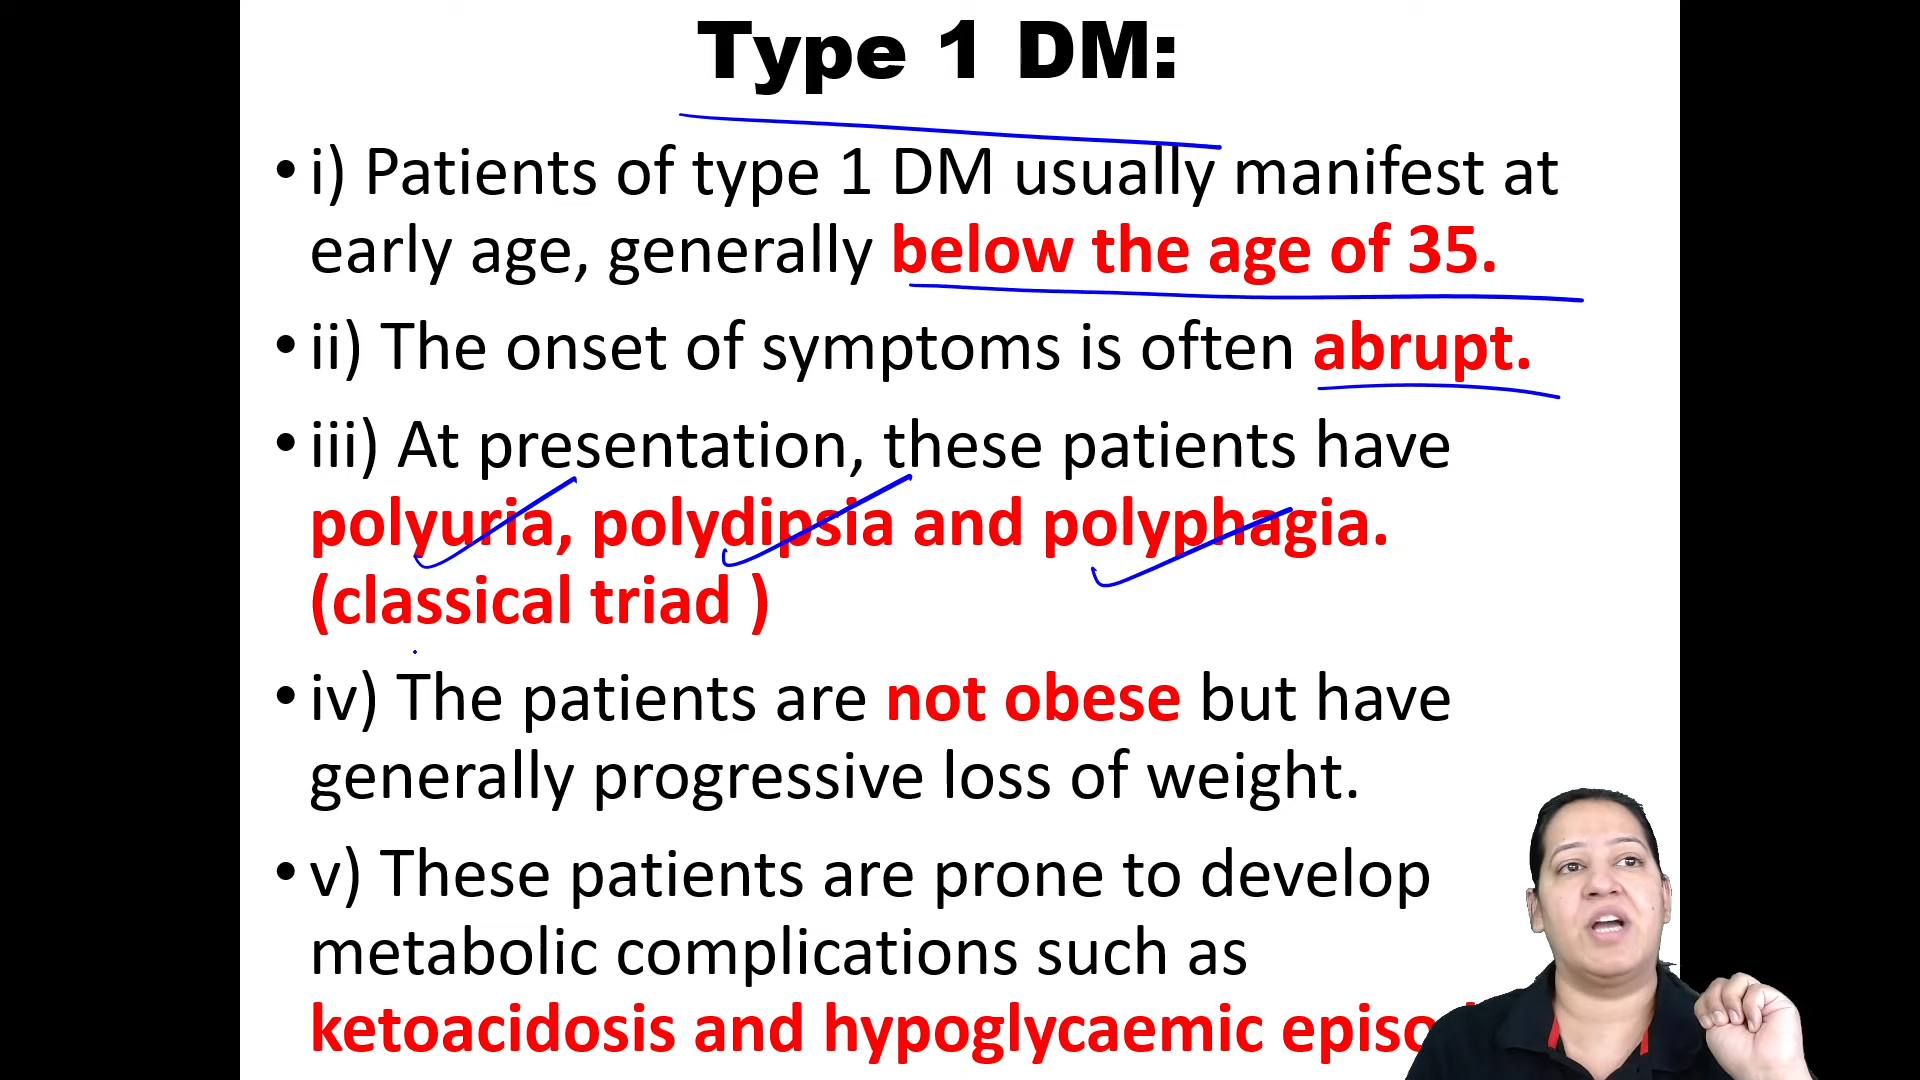 Type 1 DM:
• i) Patients of type 1 DM usually manifest at
early age, generally below the age of 35.
• ii) The onset of symptoms is often abrupt.
• iii) At presentation, these patients have
polyuria, polydipsia and polyphagia.
(classical triad )
• iv) The patients are not obese but have
generally progressive loss of weight.
• v) These patients are prone to develop
metabolic complications such as
ketoacidosis and hypoglycaemic